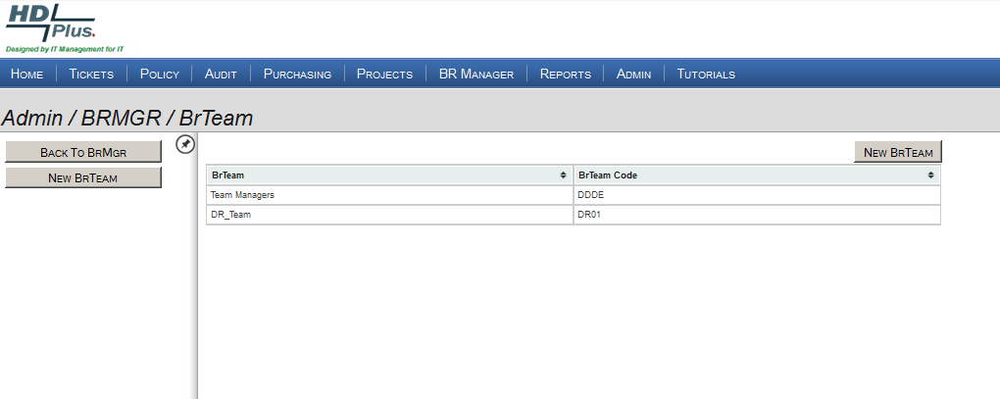 HD Plus.
Designed by IT Management for IT
Home Tickets Policy Audit Purchasing Projects BR Manager Reports Admin Tutorials
Admin / BRMGR / BrTeam
Back To BrMgr
New BrTeam
New BrTeam
BrTeam BrTeam Code
Team Managers DDDE
DR_Team DR01